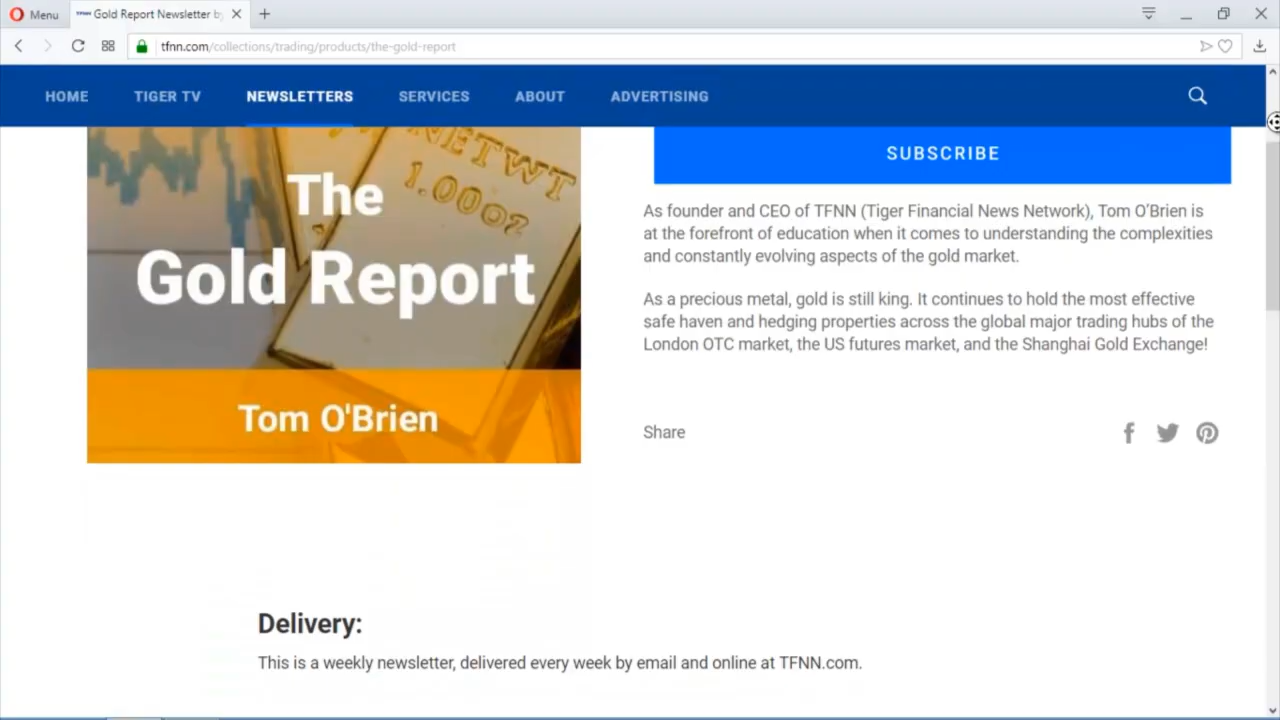 Menu
TFNN Gold Report Newsletter by
tfnn.com/collections/trading/products/the-gold-report
HOME
TIGER TV
NEWSLETTERS
SERVICES
ABOUT
ADVERTISING
NETWT
1.00oz
The
Gold Report
Tom O'Brien
SUBSCRIBE
As founder and CEO of TFNN (Tiger Financial News Network), Tom O'Brien is
at the forefront of education when it comes to understanding the complexities
and constantly evolving aspects of the gold market.
As a precious metal, gold is still king. It continues to hold the most effective
safe haven and hedging properties across the global major trading hubs of the
London OTC market, the US futures market, and the Shanghai Gold Exchange!
Share
Delivery:
This is a weekly newsletter, delivered every week by email and online at TFNN.com.